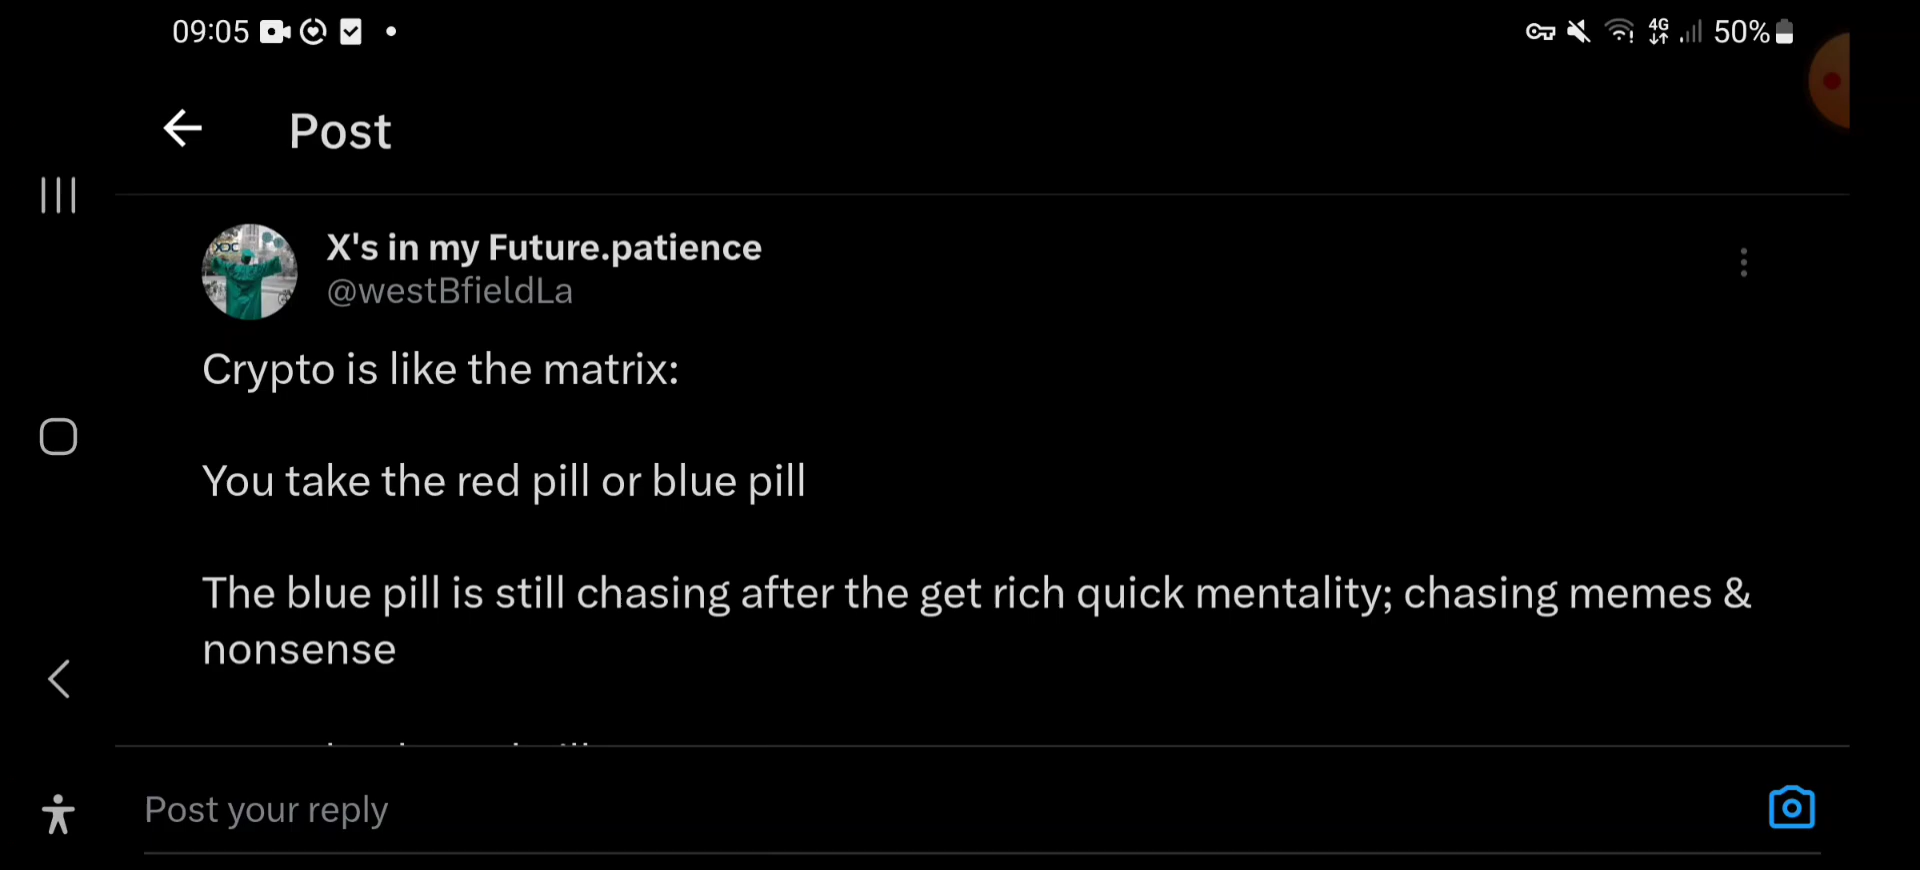 09:05
4G
50%
Post
X's in my Future.patience
@westBfieldLa
Crypto is like the matrix:
You take the red pill or blue pill
The blue pill is still chasing after the get rich quick mentality; chasing memes &
nonsense
Post your reply